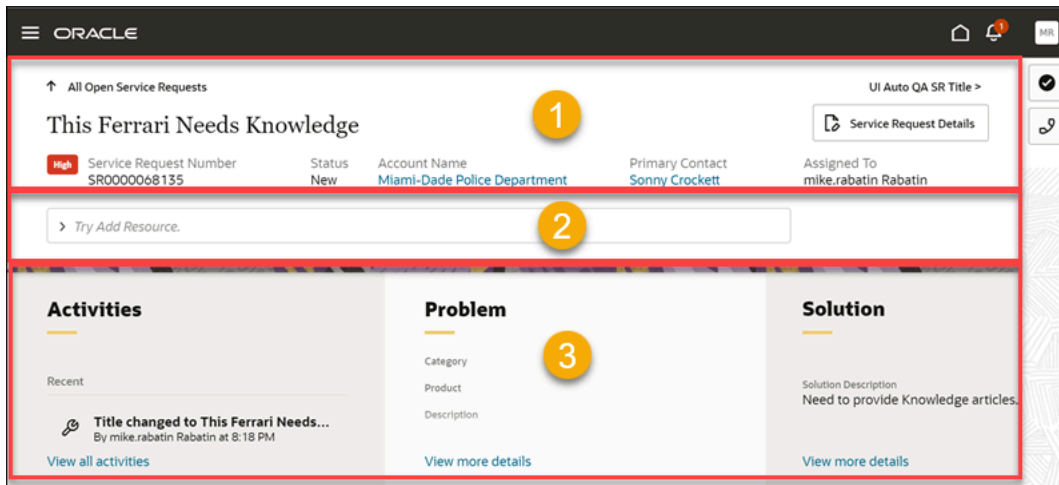 ORACLE
1
MR
All Open Service Requests
UI Auto QA SR Title >
1
This Ferrari Needs Knowledge
Service Request Details
High
Service Request Number
Status
Account Name
Primary Contact
Assigned To
SR0000068135
New
Miami-Dade Police Department
Sonny Crockett
mike.rabatin Rabatin
> Try Add Resource.
2
Activities
Problem
Solution
3
Recent
Title changed to This Ferrari Needs...
By mike.rabatin Rabatin at 8:18 PM
View all activities
Category
Product
Description
View more details
Solution Description
Need to provide Knowledge articles.
View more details